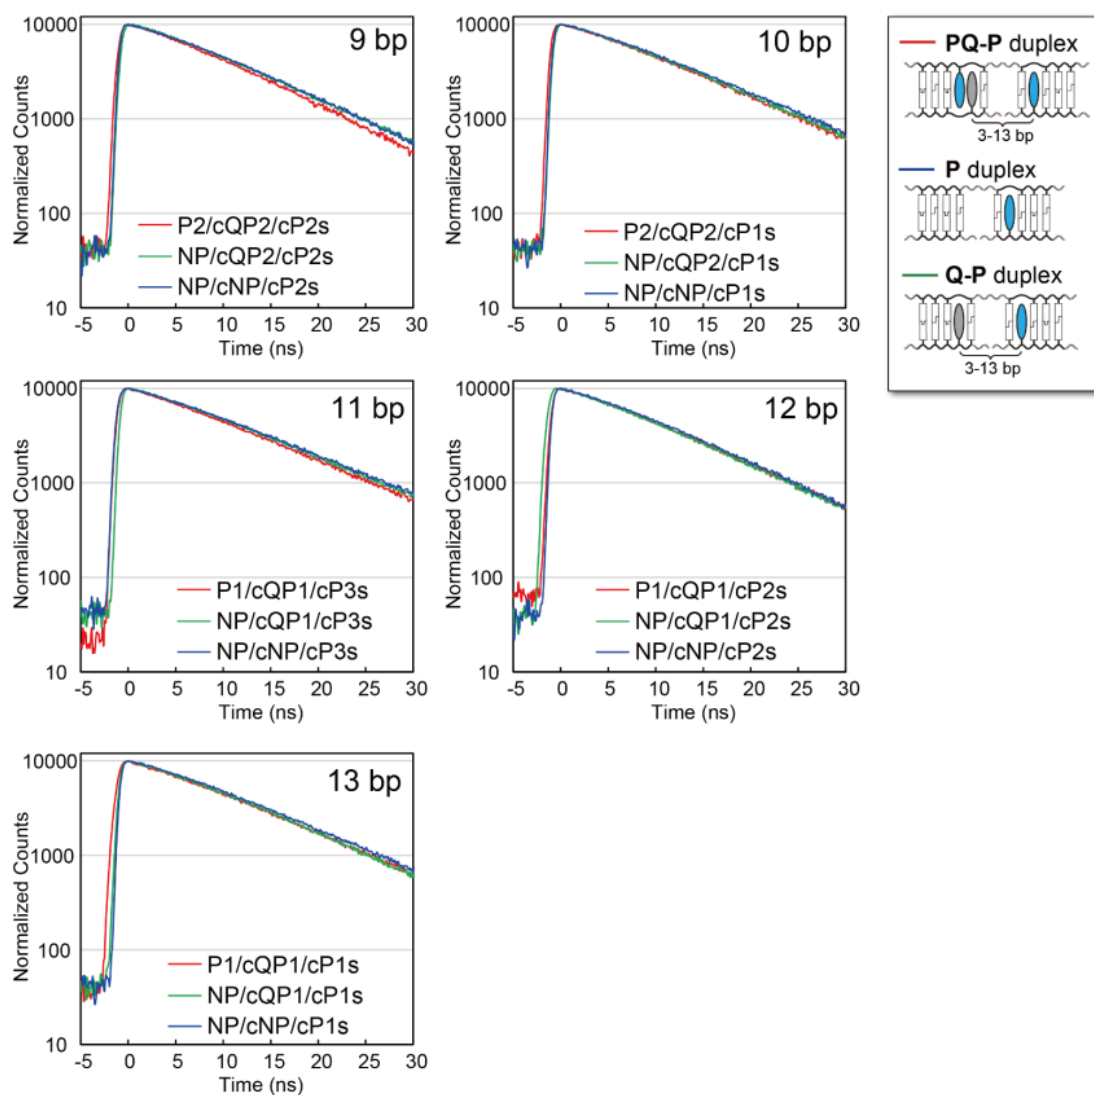 9 bp
Normalized Counts
10000
1000
100
10
P2/cQP2/cP2s
NP/cQP2/cP2s
NP/cNP/cP2s
-5 0 5 10 15 20 25 30
Time (ns)
10 bp
Normalized Counts
10000
1000
100
10
P2/cQP2/cP1s
NP/cQP2/cP1s
NP/cNP/cP1s
-5 0 5 10 15 20 25 30
Time (ns)
PQ-P duplex
3-13 bp
P duplex
Q-P duplex
3-13 bp
11 bp
Normalized Counts
10000
1000
100
10
P1/cQP1/cP3s
NP/cQP1/cP3s
NP/cNP/cP3s
-5 0 5 10 15 20 25 30
Time (ns)
12 bp
Normalized Counts
10000
1000
100
10
P1/cQP1/cP2s
NP/cQP1/cP2s
NP/cNP/cP2s
-5 0 5 10 15 20 25 30
Time (ns)
13 bp
Normalized Counts
10000
1000
100
10
P1/cQP1/cP1s
NP/cQP1/cP1s
NP/cNP/cP1s
-5 0 5 10 15 20 25 30
Time (ns)